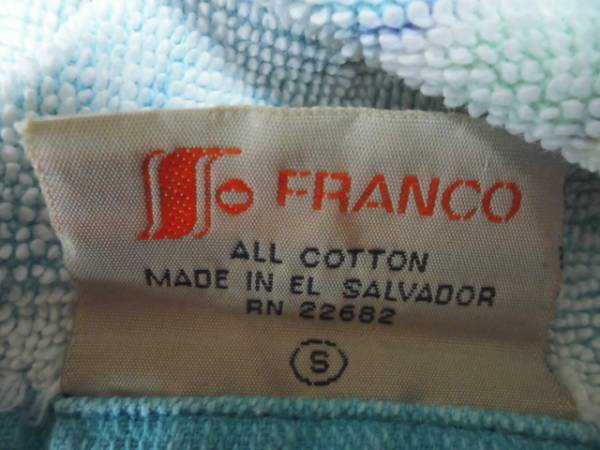 FRANCO
ALL COTTON
MADE IN EL SALVADOR
RN 22682
S